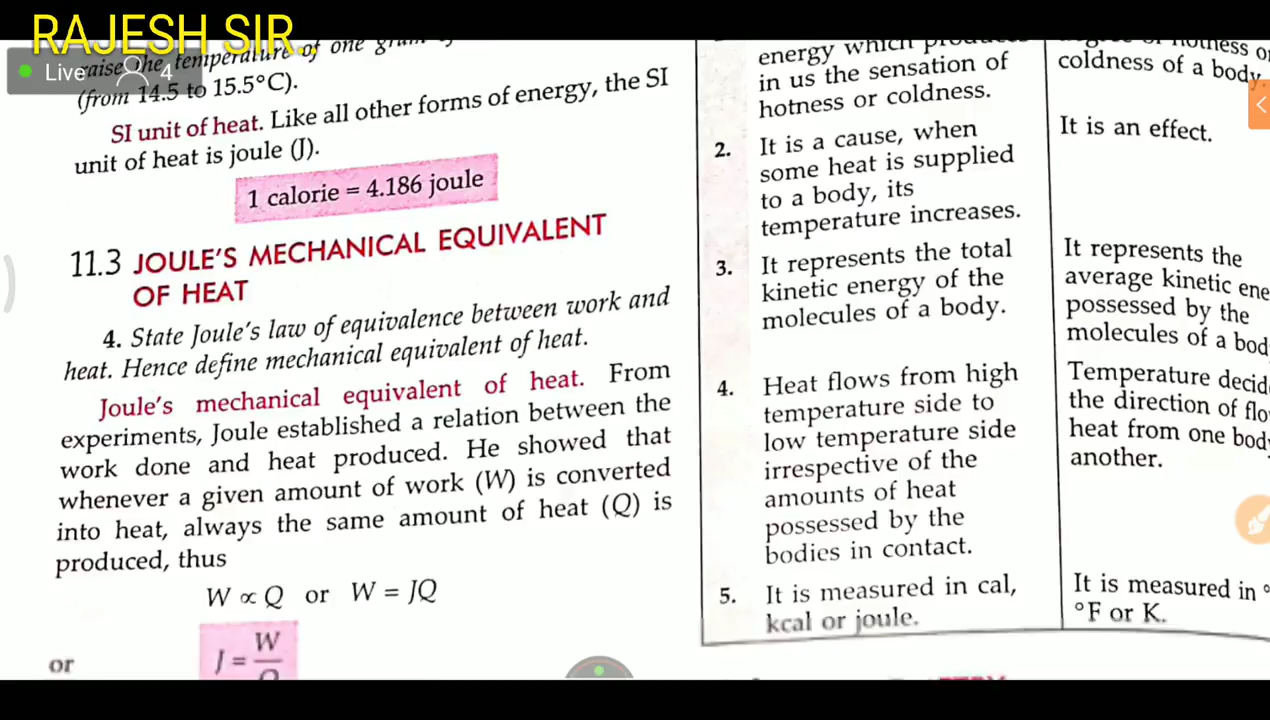 RAJESH SIR.
Live 4
raise the temperature of one
(from 14.5 to 15.5°C).
SI unit of heat. Like all other forms of energy, the SI
unit of heat is joule (J).
1 calorie = 4.186 joule
11.3 JOULE'S MECHANICAL EQUIVALENT
OF HEAT
4. State Joule's law of equivalence between work and
heat. Hence define mechanical equivalent of heat.
Joule's mechanical equivalent of heat. From
experiments, Joule established a relation between the
work done and heat produced. He showed that
whenever a given amount of work (W) is converted
into heat, always the same amount of heat (Q) is
produced, thus
W ∝ Q or W = JQ
or J = W
energy which
in us the sensation of
hotness or coldness.
2. It is a cause, when
some heat is supplied
to a body, its
temperature increases.
3. It represents the total
kinetic energy of the
molecules of a body.
4. Heat flows from high
temperature side to
low temperature side
irrespective of the
amounts of heat
possessed by the
bodies in contact.
5. It is measured in cal,
kcal or joule.
coldness of a body.
It is an effect.
It represents the
average kinetic ene
possessed by the
molecules of a bod
Temperature decid
the direction of flo
heat from one body
another.
It is measured in °
°F or K.